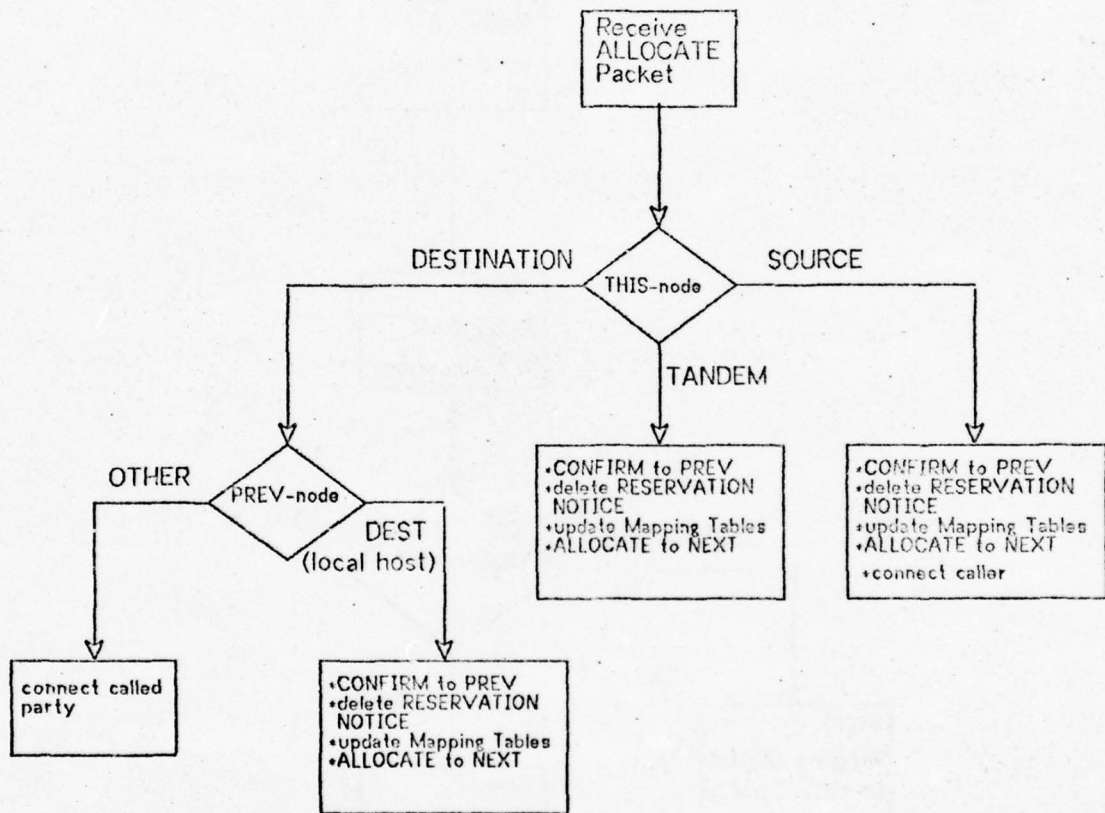 Receive
ALLOCATE
Packet
DESTINATION
THIS-node
SOURCE
TANDEM
OTHER
PREV-node
DEST
(local host)
*CONFIRM to PREV
*delete RESERVATION
NOTICE
*update Mapping Tables
*ALLOCATE to NEXT
*CONFIRM to PREV
*delete RESERVATION
NOTICE
*update Mapping Tables
*ALLOCATE to NEXT
*connect caller
connect called
party
*CONFIRM to PREV
*delete RESERVATION
NOTICE
*update Mapping Tables
*ALLOCATE to NEXT